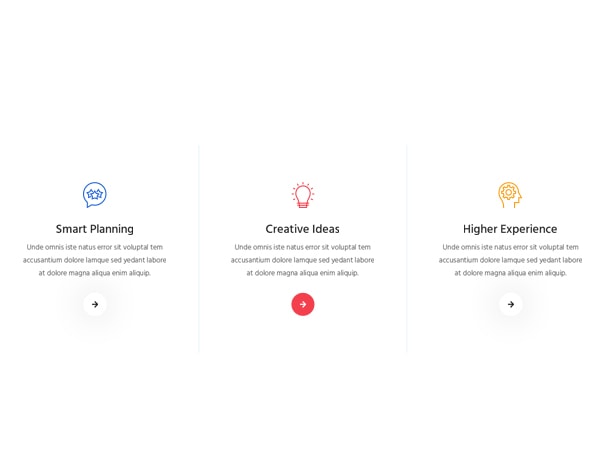 Smart Planning
Unde omnis iste natus error sit voluptal tem
accusantium dolore lamque sed yedant labore
at dolore magna aliqua enim aliquip.
Creative Ideas
Unde omnis iste natus error sit voluptal tem
accusantium dolore lamque sed yedant labore
at dolore magna aliqua enim aliquip.
Higher Experience
Unde omnis iste natus error sit voluptal tem
accusantium dolore lamque sed yedant labore
at dolore magna aliqua enim aliquip.